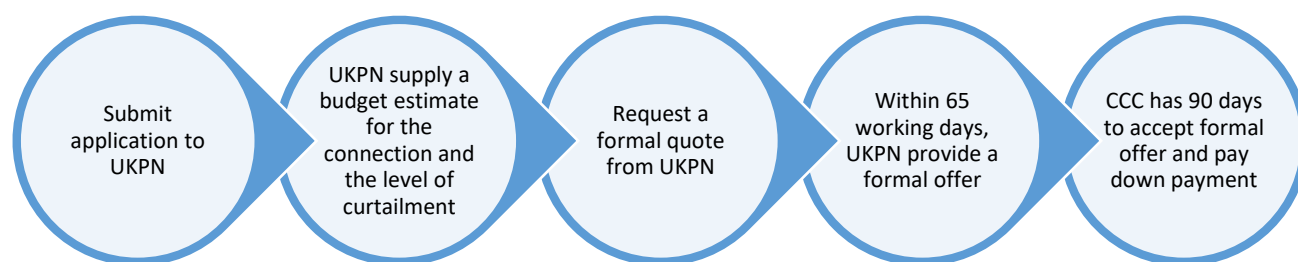 Submit
application to
UKPN
UKPN supply a
budget estimate
for the
connection and
the level of
curtailment
Request a
formal quote
from UKPN
Within 65
working days,
UKPN provide a
formal offer
CCC has 90 days
to accept formal
offer and pay
down payment